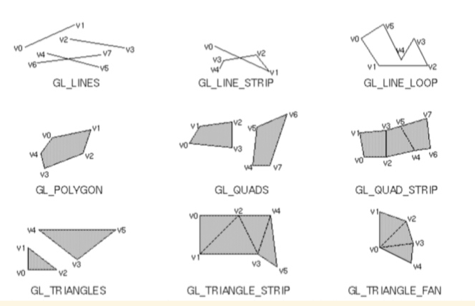 v0 v1
v2 v3
v4 v5
v6 v7
GL_LINES
v0 v1
v2 v3
v4
GL_LINE_STRIP
v0 v5
v4 v3
v1 v2
GL_LINE_LOOP
v0 v1
v4 v2
v3
GL_POLYGON
v1 v2
v0 v3
v5 v6
v4 v7
GL_QUADS
v1 v3 v5 v7
v0 v2 v4 v6
GL_QUAD_STRIP
v4 v5
v1
v0 v2 v3
GL_TRIANGLES
v0 v2 v4
v1 v3 v5
GL_TRIANGLE_STRIP
v1 v2
v0 v3
v4
GL_TRIANGLE_FAN